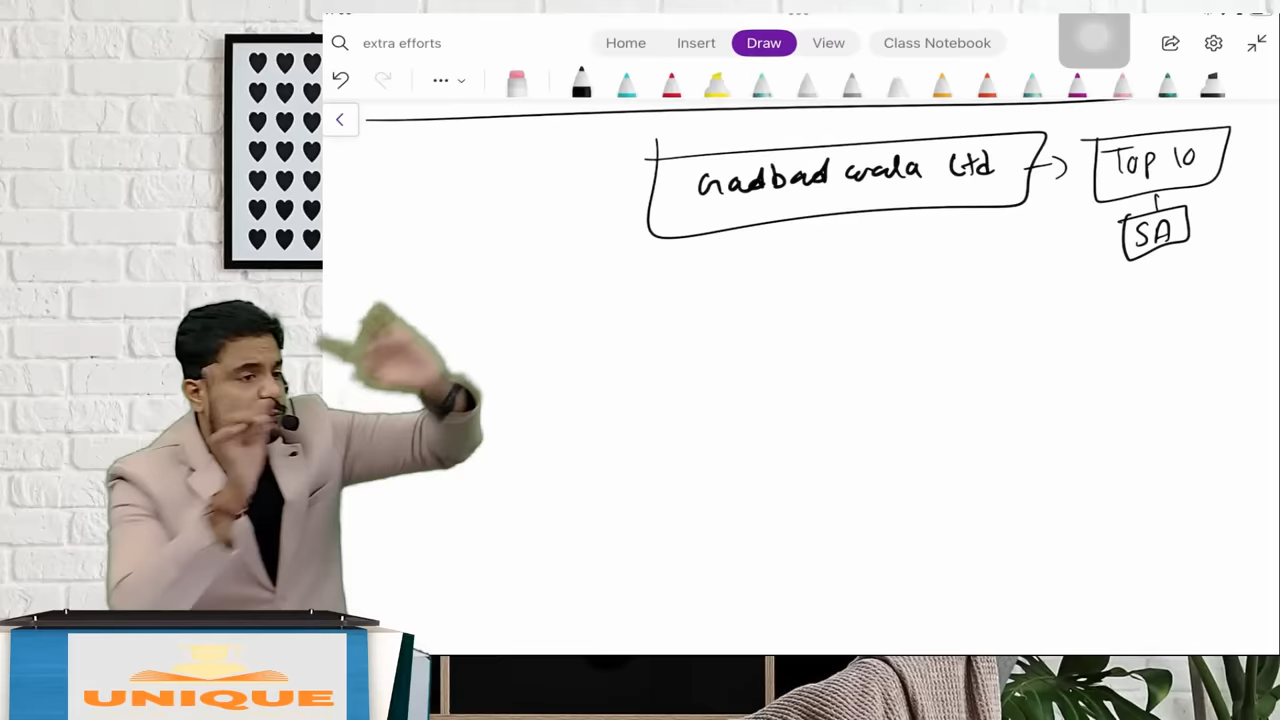 extra efforts
Home Insert Draw View Class Notebook
Gadbad wala Ltd Top 10
SA
UNIQUE